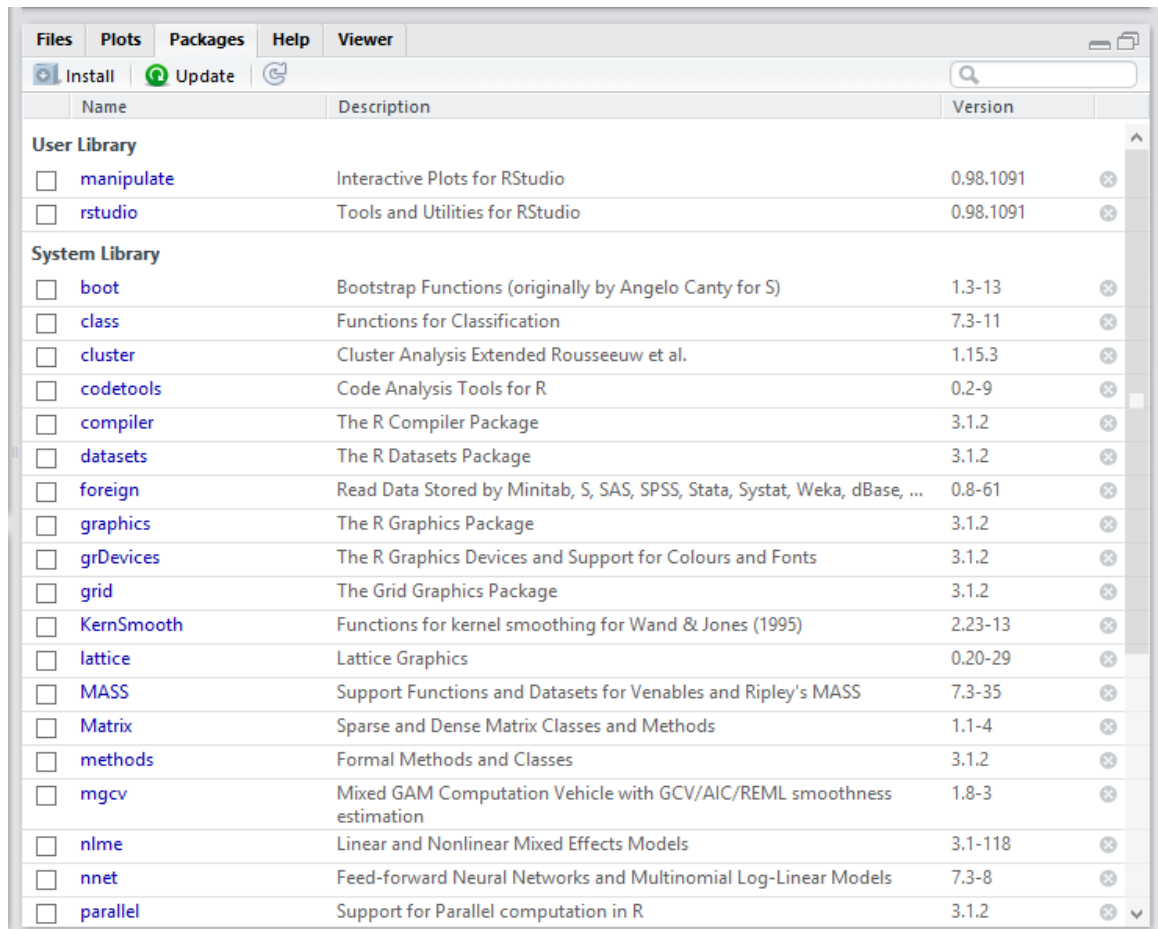 Files Plots Packages Help Viewer
Install Update
Name Description Version
User Library
manipulate Interactive Plots for RStudio 0.98.1091
rstudio Tools and Utilities for RStudio 0.98.1091
System Library
boot Bootstrap Functions (originally by Angelo Canty for S) 1.3-13
class Functions for Classification 7.3-11
cluster Cluster Analysis Extended Rousseeuw et al. 1.15.3
codetools Code Analysis Tools for R 0.2-9
compiler The R Compiler Package 3.1.2
datasets The R Datasets Package 3.1.2
foreign Read Data Stored by Minitab, S, SAS, SPSS, Stata, Systat, Weka, dBase, ... 0.8-61
graphics The R Graphics Package 3.1.2
grDevices The R Graphics Devices and Support for Colours and Fonts 3.1.2
grid The Grid Graphics Package 3.1.2
KernSmooth Functions for kernel smoothing for Wand & Jones (1995) 2.23-13
lattice Lattice Graphics 0.20-29
MASS Support Functions and Datasets for Venables and Ripley's MASS 7.3-35
Matrix Sparse and Dense Matrix Classes and Methods 1.1-4
methods Formal Methods and Classes 3.1.2
mgcv Mixed GAM Computation Vehicle with GCV/AIC/REML smoothness 1.8-3
estimation
nlme Linear and Nonlinear Mixed Effects Models 3.1-118
nnet Feed-forward Neural Networks and Multinomial Log-Linear Models 7.3-8
parallel Support for Parallel computation in R 3.1.2